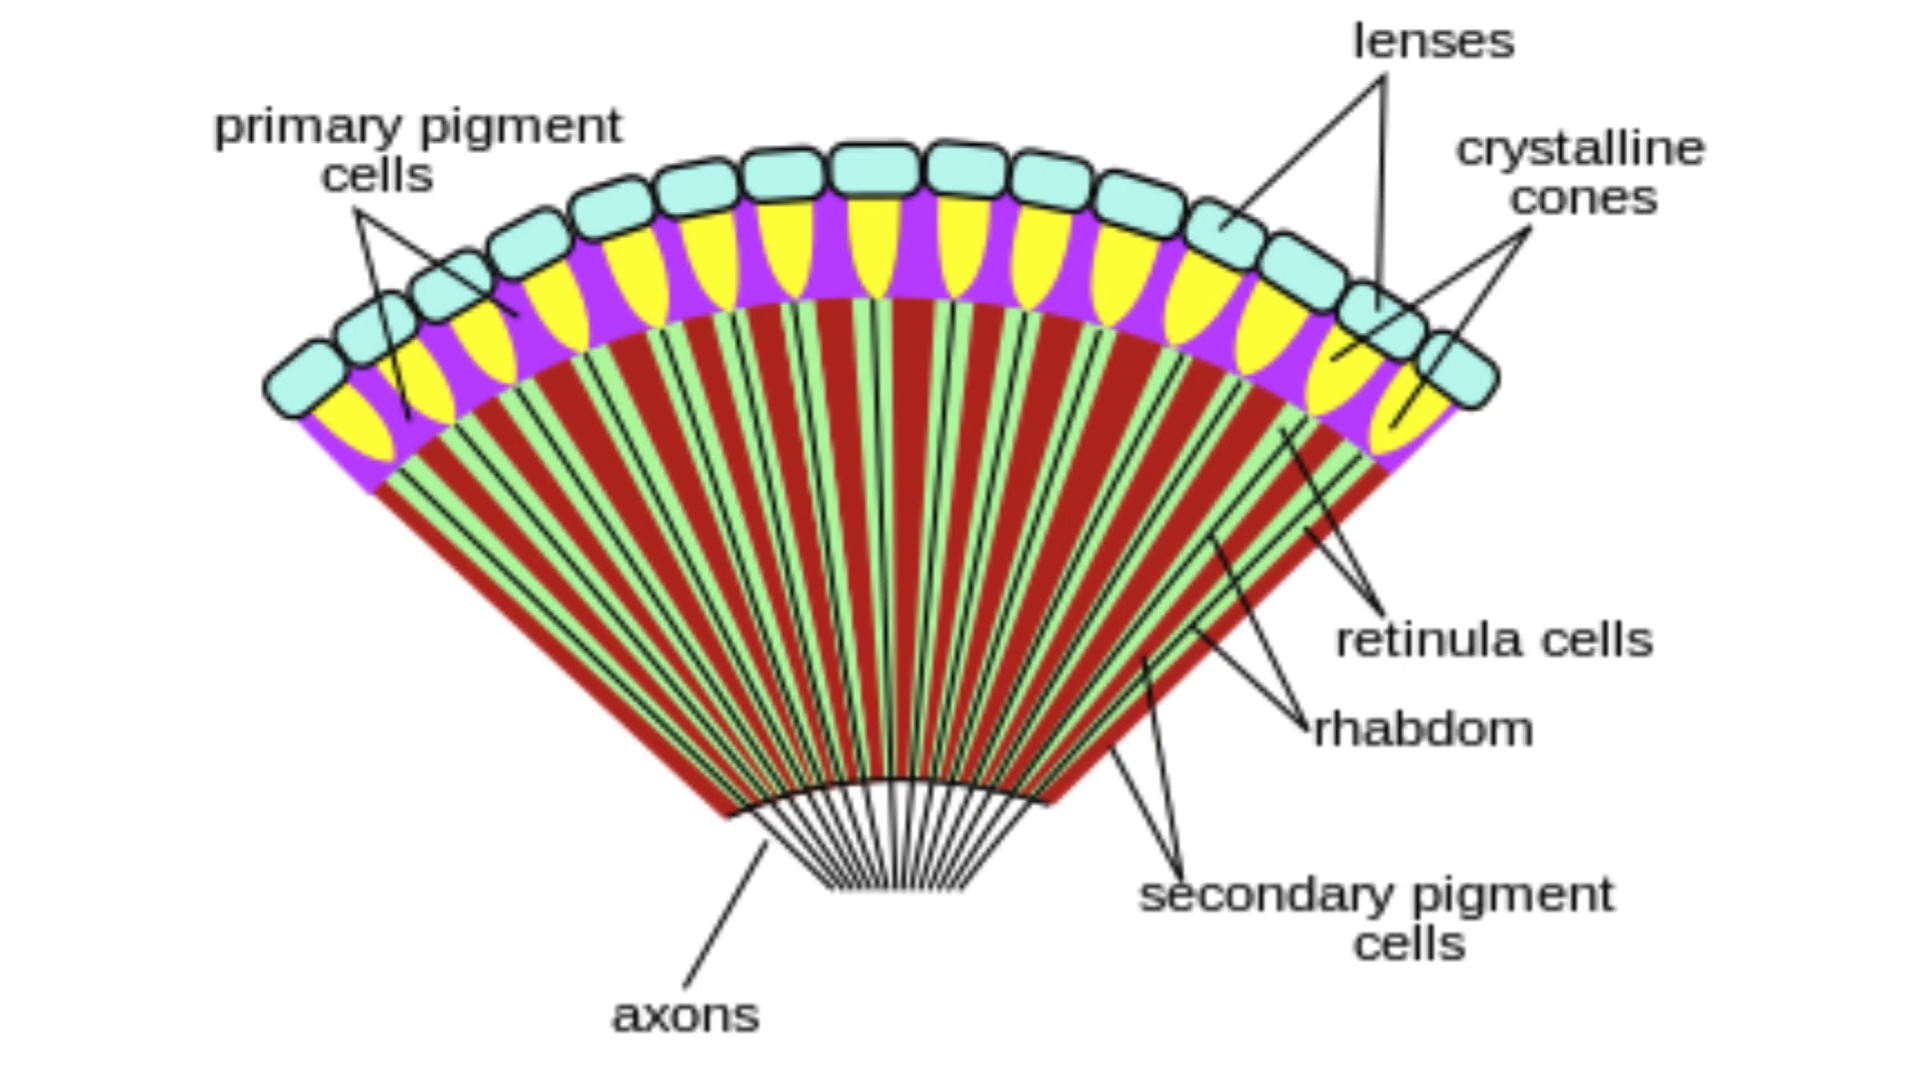 lenses
primary pigment
cells
crystalline
cones
retinula cells
rhabdom
secondary pigment
cells
axons